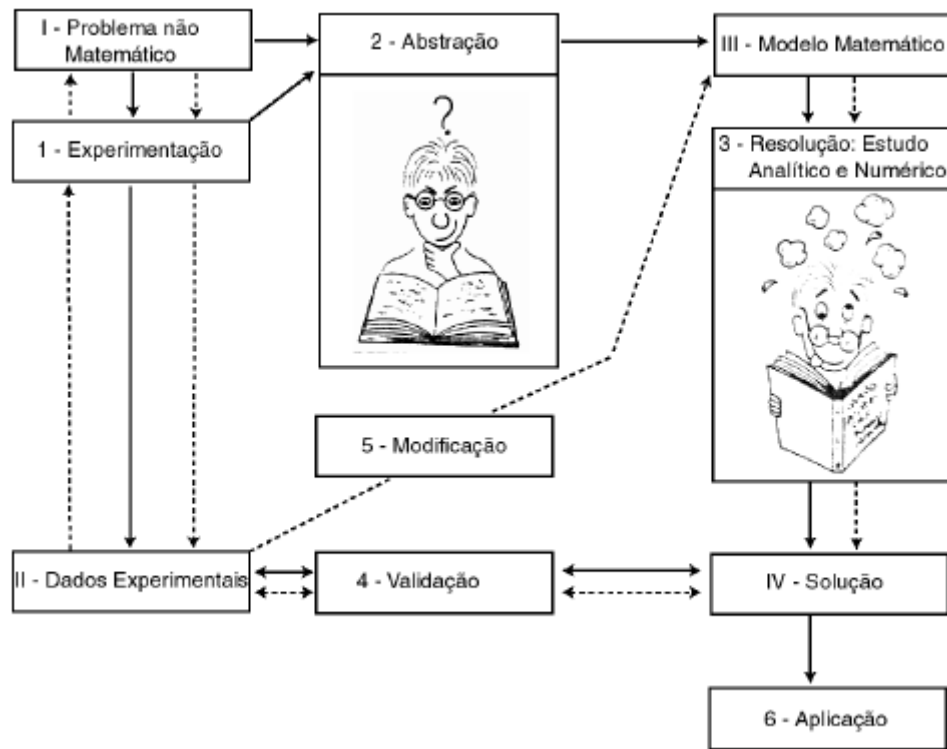 I - Problema não
Matemático
2 - Abstração
III - Modelo Matemático
1 - Experimentação
3 - Resolução: Estudo
Analítico e Numérico
?
5 - Modificação
II - Dados Experimentais
4 - Validação
IV - Solução
6 - Aplicação